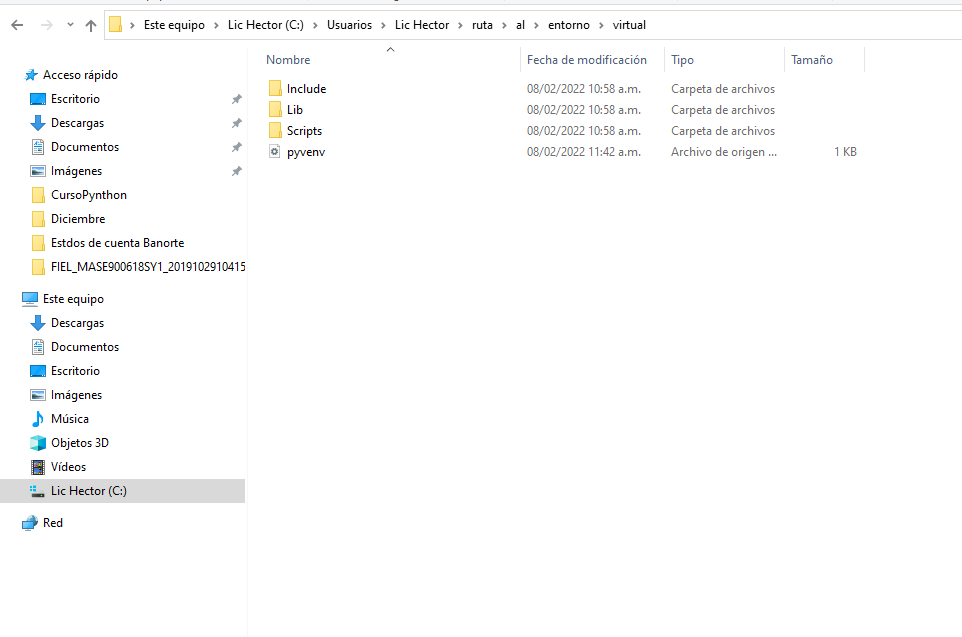 Este equipo > Lic Hector (C:) > Usuarios > Lic Hector > ruta > al > entorno > virtual
Nombre Fecha de modificación Tipo Tamaño
Include 08/02/2022 10:58 a.m. Carpeta de archivos
Lib 08/02/2022 10:58 a.m. Carpeta de archivos
Scripts 08/02/2022 10:58 a.m. Carpeta de archivos
pyvenv 08/02/2022 11:42 a.m. Archivo de origen ... 1 KB
Acceso rápido
Escritorio
Descargas
Documentos
Imágenes
CursoPynthon
Diciembre
Estdos de cuenta Banorte
FIEL_MASE900618SY1_2019102910415
Este equipo
Descargas
Documentos
Escritorio
Imágenes
Música
Objetos 3D
Vídeos
Lic Hector (C:)
Red